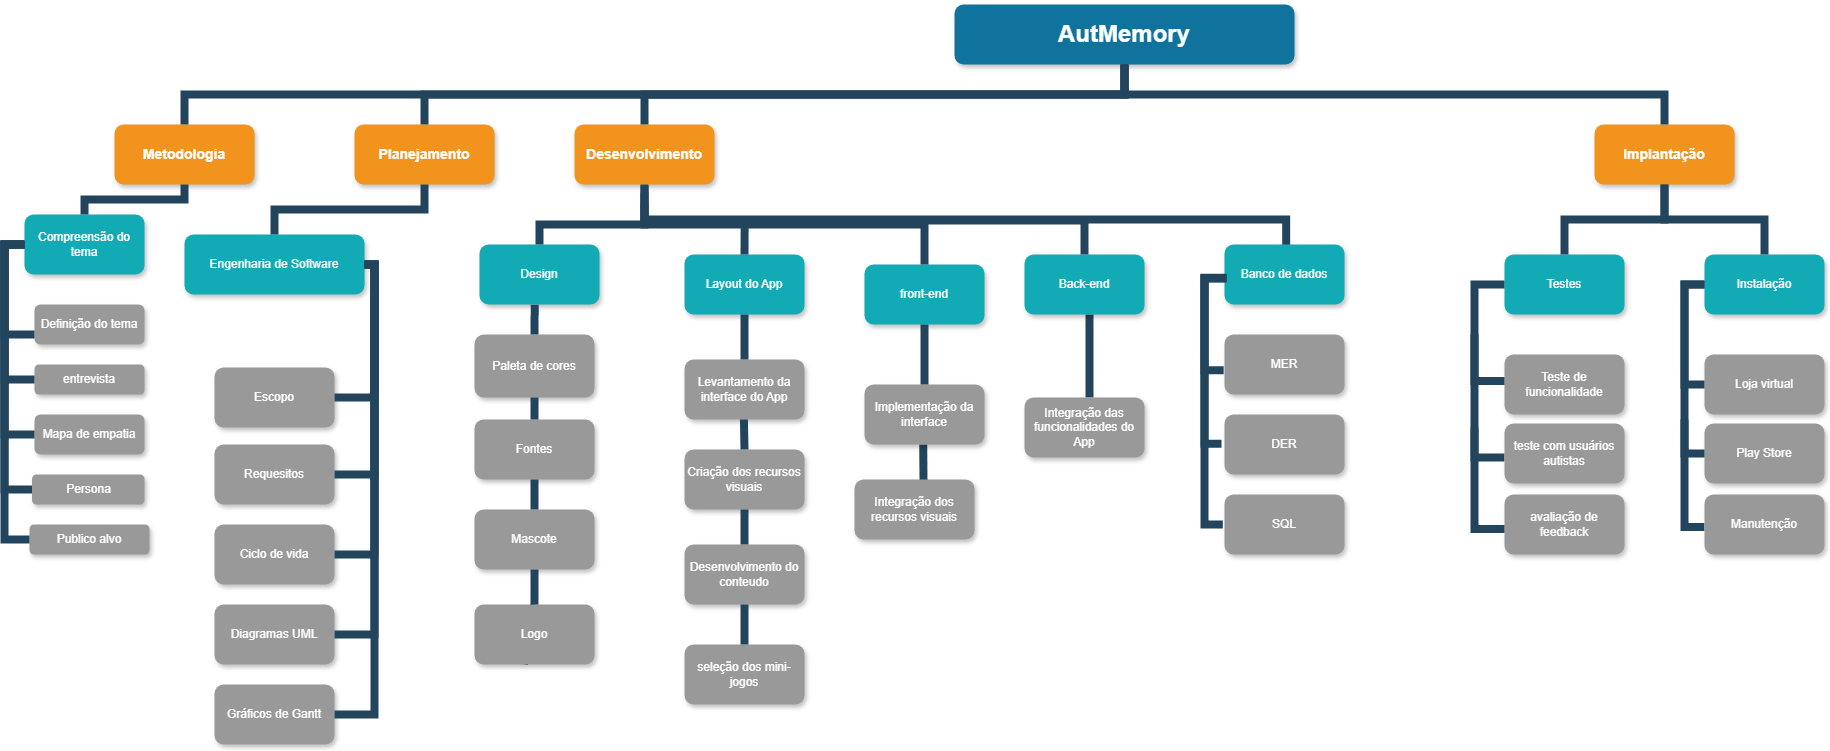 AutMemory
Metodologia
Planejamento
Desenvolvimento
Implantação
Compreensão do
tema
Definição do tema
entrevista
Mapa de empatia
Persona
Publico alvo
Engenharia de Software
Escopo
Requesitos
Ciclo de vida
Diagramas UML
Gráficos de Gantt
Design
Paleta de cores
Fontes
Mascote
Logo
Layout do App
Levantamento da
interface do App
Criação dos recursos
visuais
Desenvolvimento do
conteudo
seleção dos mini-
jogos
front-end
Implementação da
interface
Integração dos
recursos visuais
Back-end
Integração das
funcionalidades do
App
Banco de dados
MER
DER
SQL
Testes
Teste de
funcionalidade
teste com usuários
autistas
avaliação de
feedback
Instalação
Loja virtual
Play Store
Manutenção